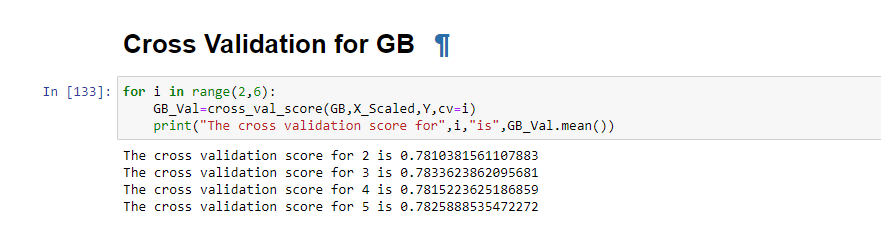 Cross Validation for GB ¶
In [133]: for i in range(2,6):
    GB_Val=cross_val_score(GB,X_Scaled,Y,cv=i)
    print("The cross validation score for",i,"is",GB_Val.mean())
The cross validation score for 2 is 0.7810381561107883
The cross validation score for 3 is 0.7833623862095681
The cross validation score for 4 is 0.7815223625186859
The cross validation score for 5 is 0.7825888535472272